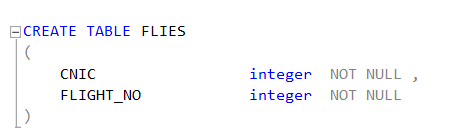 CREATE TABLE FLIES
(
CNIC integer NOT NULL ,
FLIGHT_NO integer NOT NULL
)